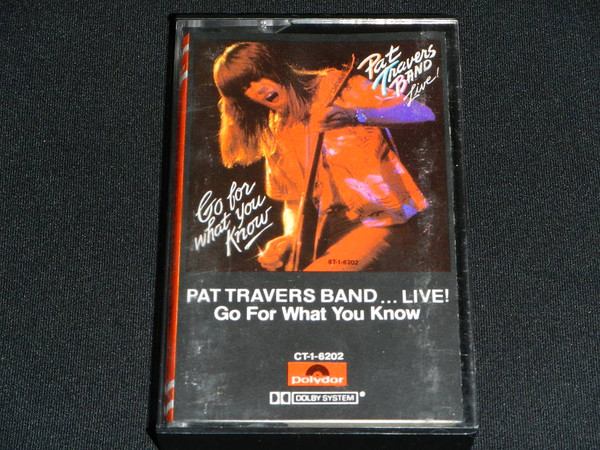 Pat
Travers
BAND
Live!
Go for
what you
Know
CT-1-6202
PAT TRAVERS BAND ... LIVE!
Go For What You Know
CT-1-6202
Polydor
DOLBY SYSTEM®